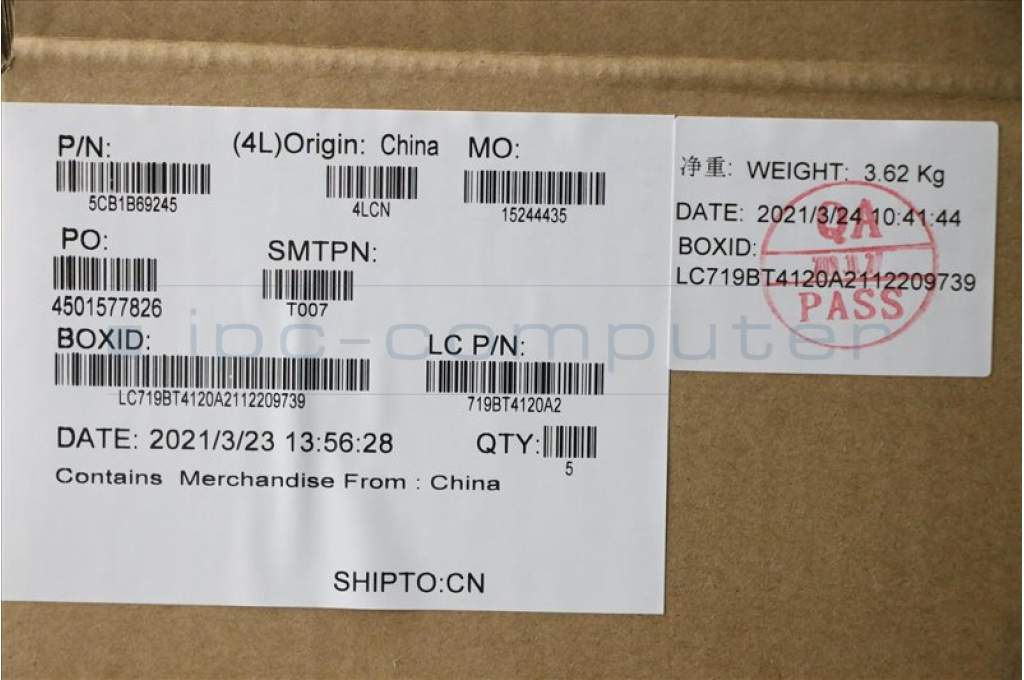 P/N:
5CB1B69245
(4L)Origin: China
4LCN
MO:
15244435
PO:
4501577826
SMTPN:
T007
BOXID:
LC719BT4120A2112209739
LC P/N:
719BT4120A2
DATE: 2021/3/23 13:56:28
QTY:
5
Contains Merchandise From : China
SHIPTO:CN
净重: WEIGHT: 3.62 Kg
DATE: 2021/3/24 10:41:44
BOXID:
LC719BT4120A2112209739
QA
PASS
ipc-computer